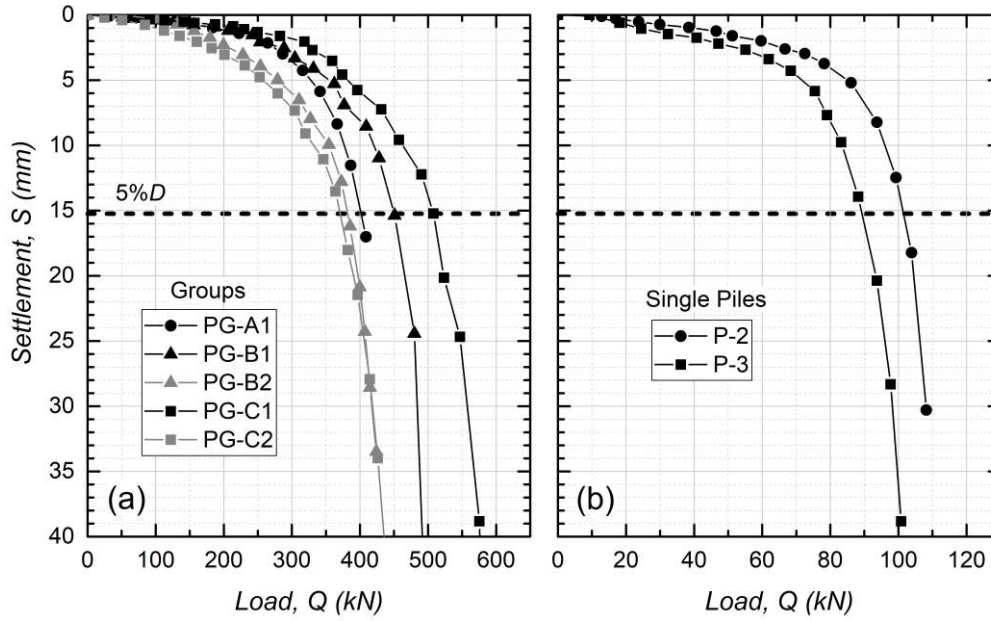 0
5
10
15
20
25
30
35
40
Settlement, S (mm)
5%D
Groups
PG-A1
PG-B1
PG-B2
PG-C1
PG-C2
(a)
0 100 200 300 400 500 600
Load, Q (kN)
Single Piles
P-2
P-3
(b)
0 20 40 60 80 100 120
Load, Q (kN)